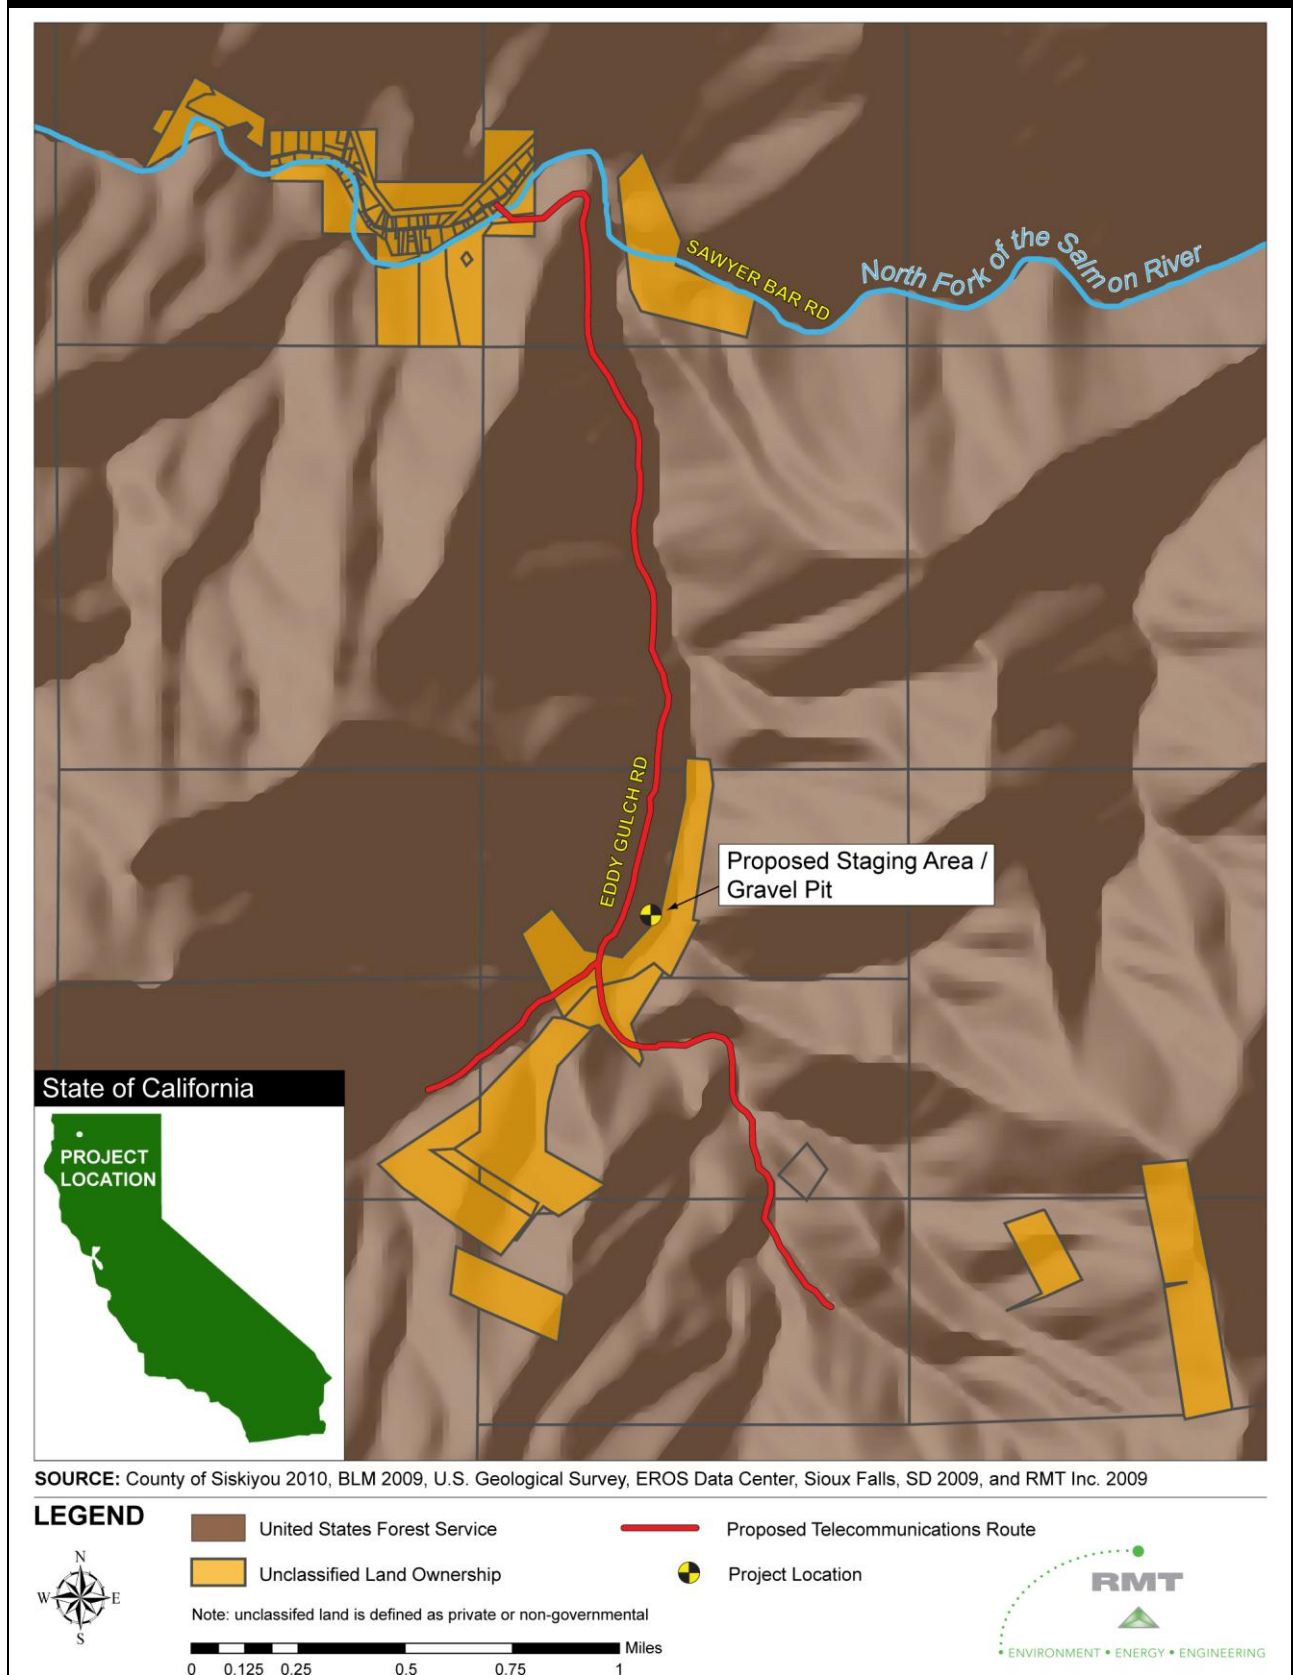 SAWYER BAR RD
North Fork of the Salmon River
EDDY GULCH RD
Proposed Staging Area /
Gravel Pit
State of California
PROJECT
LOCATION
SOURCE: County of Siskiyou 2010, BLM 2009, U.S. Geological Survey, EROS Data Center, Sioux Falls, SD 2009, and RMT Inc. 2009
LEGEND
N
W E
S
United States Forest Service
Unclassified Land Ownership
Note: unclassifed land is defined as private or non-governmental
Miles
0 0.125 0.25 0.5 0.75 1
Proposed Telecommunications Route
Project Location
RMT
• ENVIRONMENT • ENERGY • ENGINEERING